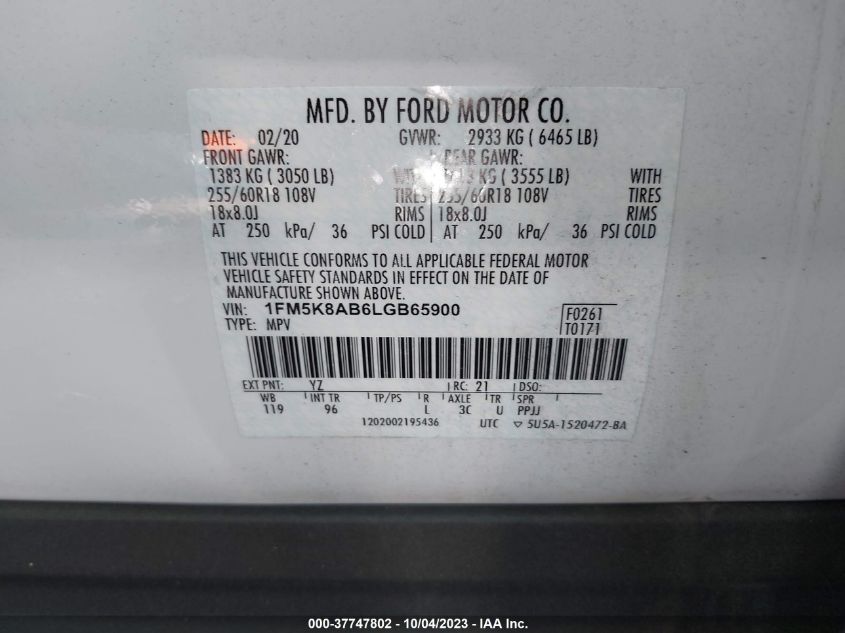 MFD. BY FORD MOTOR CO.
DATE: 02/20 GVWR: 2933 KG ( 6465 LB)
FRONT GAWR: REAR GAWR:
1383 KG ( 3050 LB) WITH KG ( 3555 LB) WITH
255/60R18 108V TIRES 255/60R18 108V TIRES
18x8.0J RIMS 18x8.0J RIMS
AT 250 kPa/ 36 PSI COLD AT 250 kPa/ 36 PSI COLD
THIS VEHICLE CONFORMS TO ALL APPLICABLE FEDERAL MOTOR
VEHICLE SAFETY STANDARDS IN EFFECT ON THE DATE OF
MANUFACTURE SHOWN ABOVE.
VIN: 1FM5K8AB6LGB65900 F0261
TYPE: MPV T0171
EXT PNT: YZ RC: 21 DSO:
WB INT TR TP/PS R AXLE TR SPR
119 96 L 3C U PPJJ
1202002195436 UTC ▽ 5U5A-1520472-BA
000-37747802 - 10/04/2023 - IAA Inc.